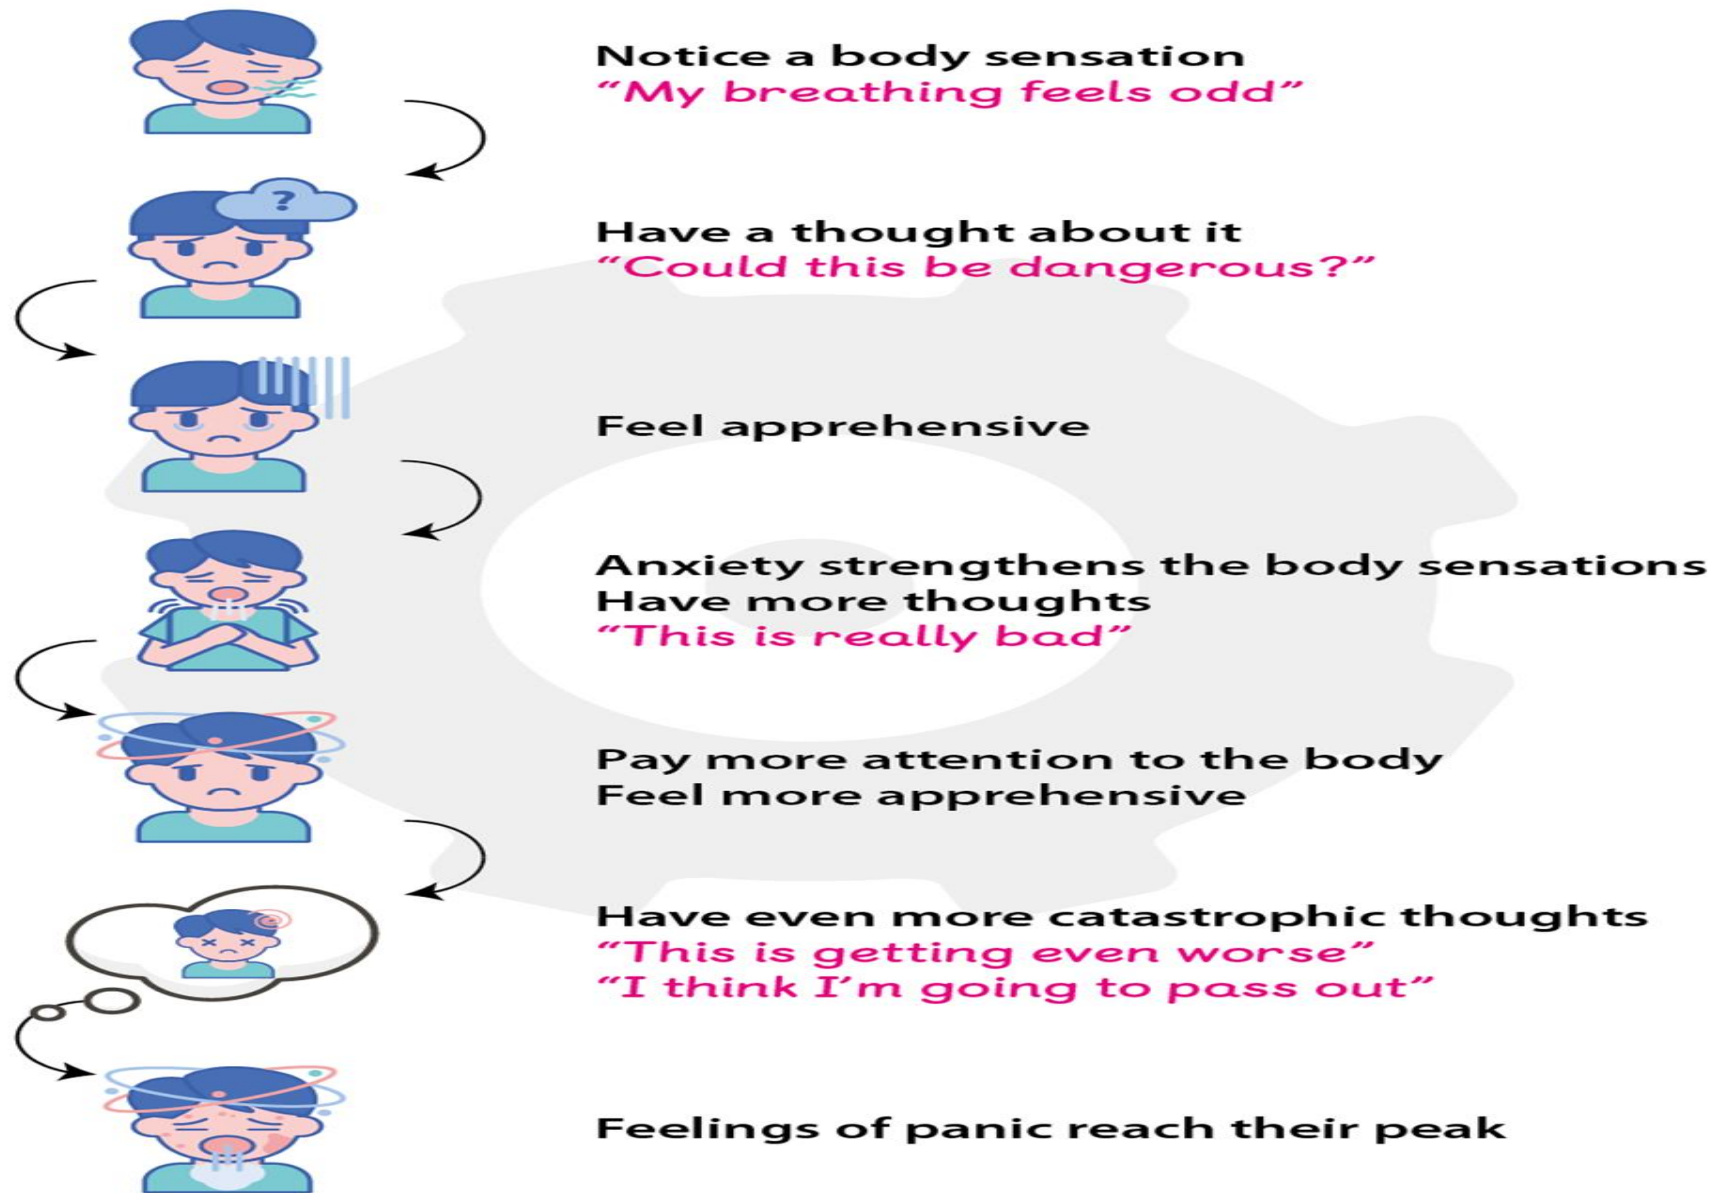 Notice a body sensation
“My breathing feels odd”
?
Have a thought about it
“Could this be dangerous?”
Feel apprehensive
Anxiety strengthens the body sensations
Have more thoughts
“This is really bad”
Pay more attention to the body
Feel more apprehensive
Have even more catastrophic thoughts
“This is getting even worse”
“I think I’m going to pass out”
Feelings of panic reach their peak